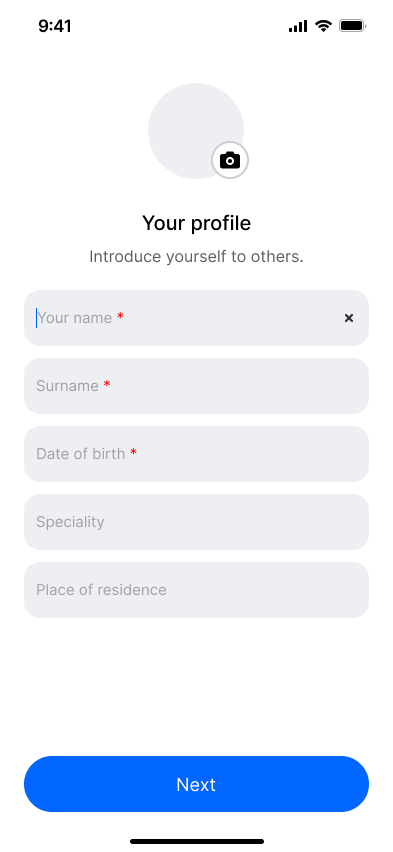 9:41
Your profile
Introduce yourself to others.
Your name *
Surname *
Date of birth *
Speciality
Place of residence
Next